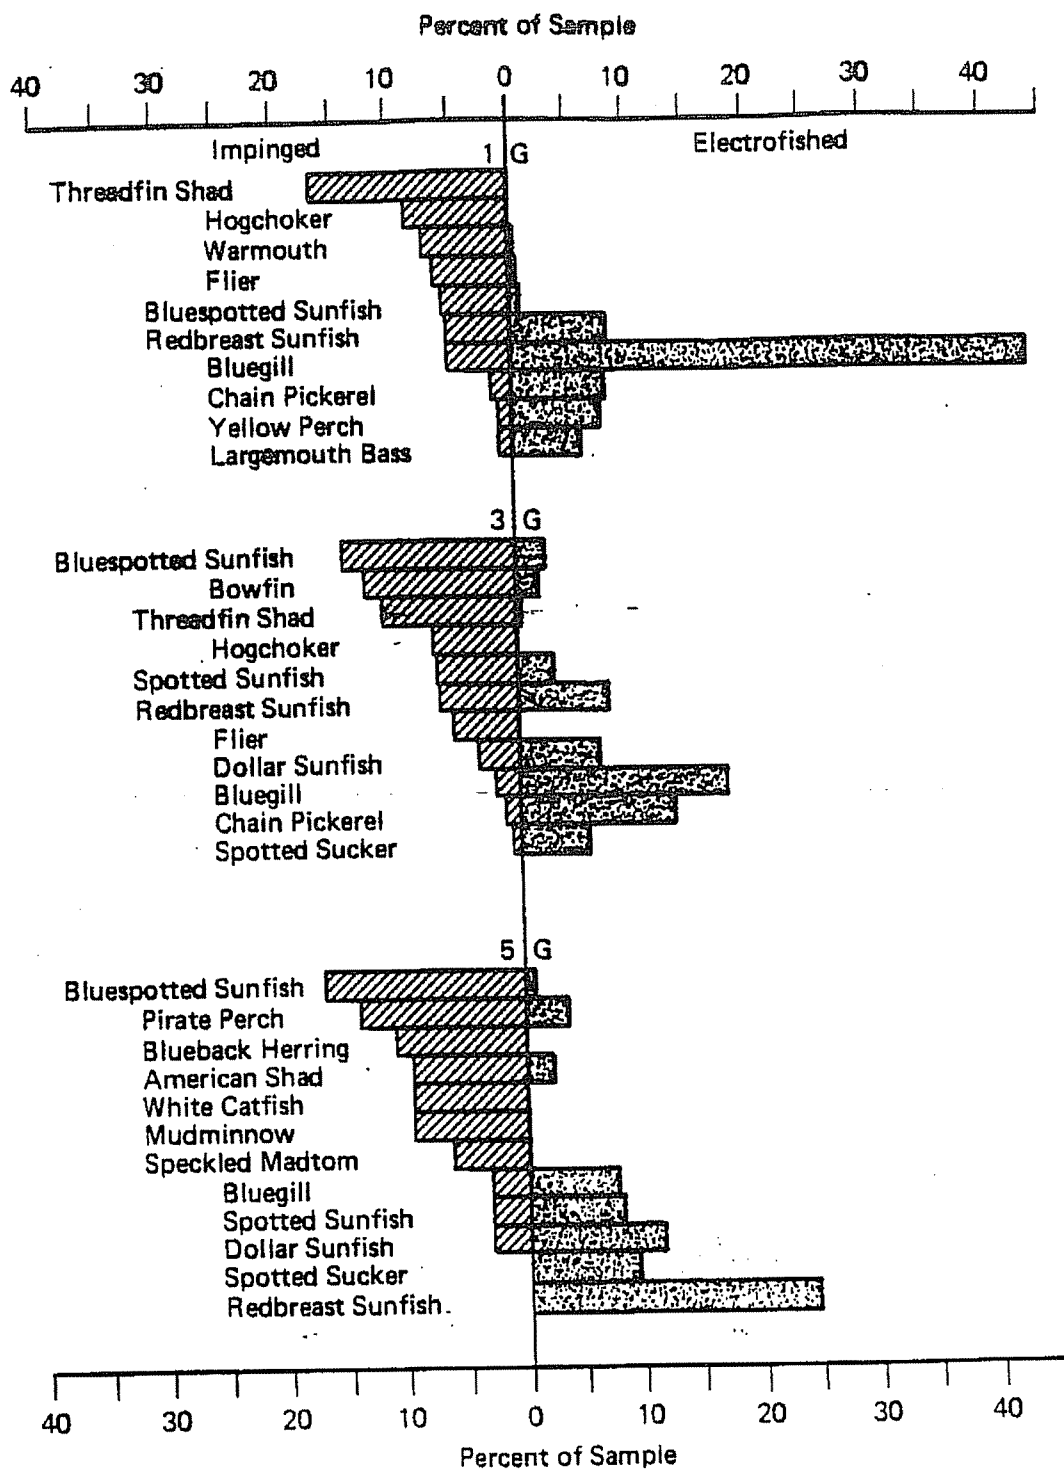 Percent of Sample
40 30 20 10 0 10 20 30 40
Impinged 1 G Electrofished
Threadfin Shad
Hogchoker
Warmouth
Flier
Bluespotted Sunfish
Redbreast Sunfish
Bluegill
Chain Pickerel
Yellow Perch
Largemouth Bass
3 G
Bluespotted Sunfish
Bowfin
Threadfin Shad
Hogchoker
Spotted Sunfish
Redbreast Sunfish
Flier
Dollar Sunfish
Bluegill
Chain Pickerel
Spotted Sucker
5 G
Bluespotted Sunfish
Pirate Perch
Blueback Herring
American Shad
White Catfish
Mudminnow
Speckled Madtom
Bluegill
Spotted Sunfish
Dollar Sunfish
Spotted Sucker
Redbreast Sunfish.
40 30 20 10 0 10 20 30 40
Percent of Sample